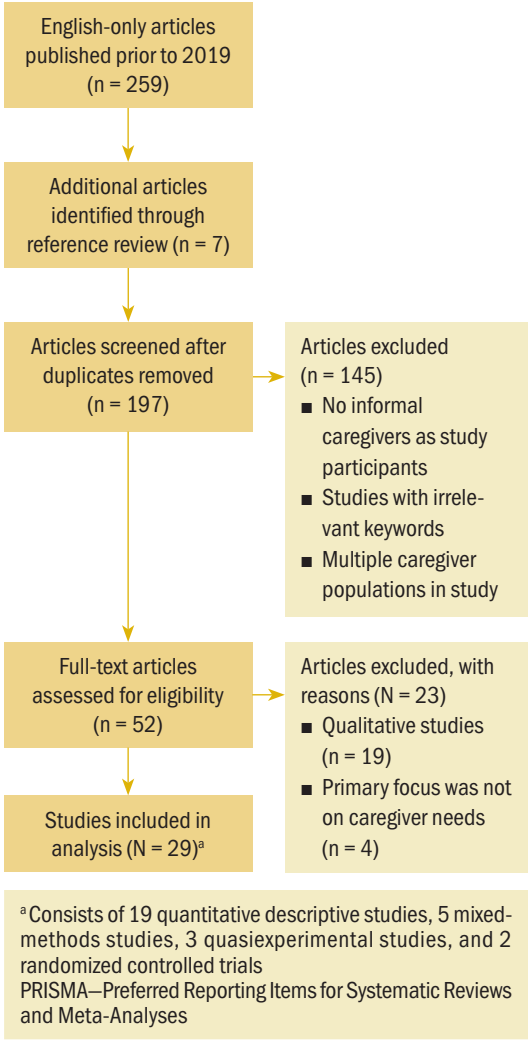 English-only articles
published prior to 2019
(n = 259)
Additional articles
identified through
reference review (n = 7)
Articles screened after
duplicates removed
(n = 197)
Articles excluded
(n = 145)
■ No informal
caregivers as study
participants
■ Studies with irrele-
vant keywords
■ Multiple caregiver
populations in study
Full-text articles
assessed for eligibility
(n = 52)
Articles excluded, with
reasons (N = 23)
■ Qualitative studies
(n = 19)
■ Primary focus was not
on caregiver needs
(n = 4)
Studies included in
analysis (N = 29)ᵃ
ᵃ Consists of 19 quantitative descriptive studies, 5 mixed-
methods studies, 3 quasiexperimental studies, and 2
randomized controlled trials
PRISMA—Preferred Reporting Items for Systematic Reviews
and Meta-Analyses